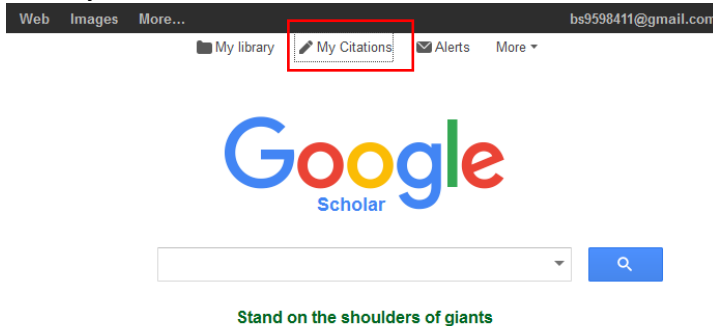 Web Images More... bs9598411@gmail.com
My library My Citations Alerts More
Google
Scholar
Stand on the shoulders of giants